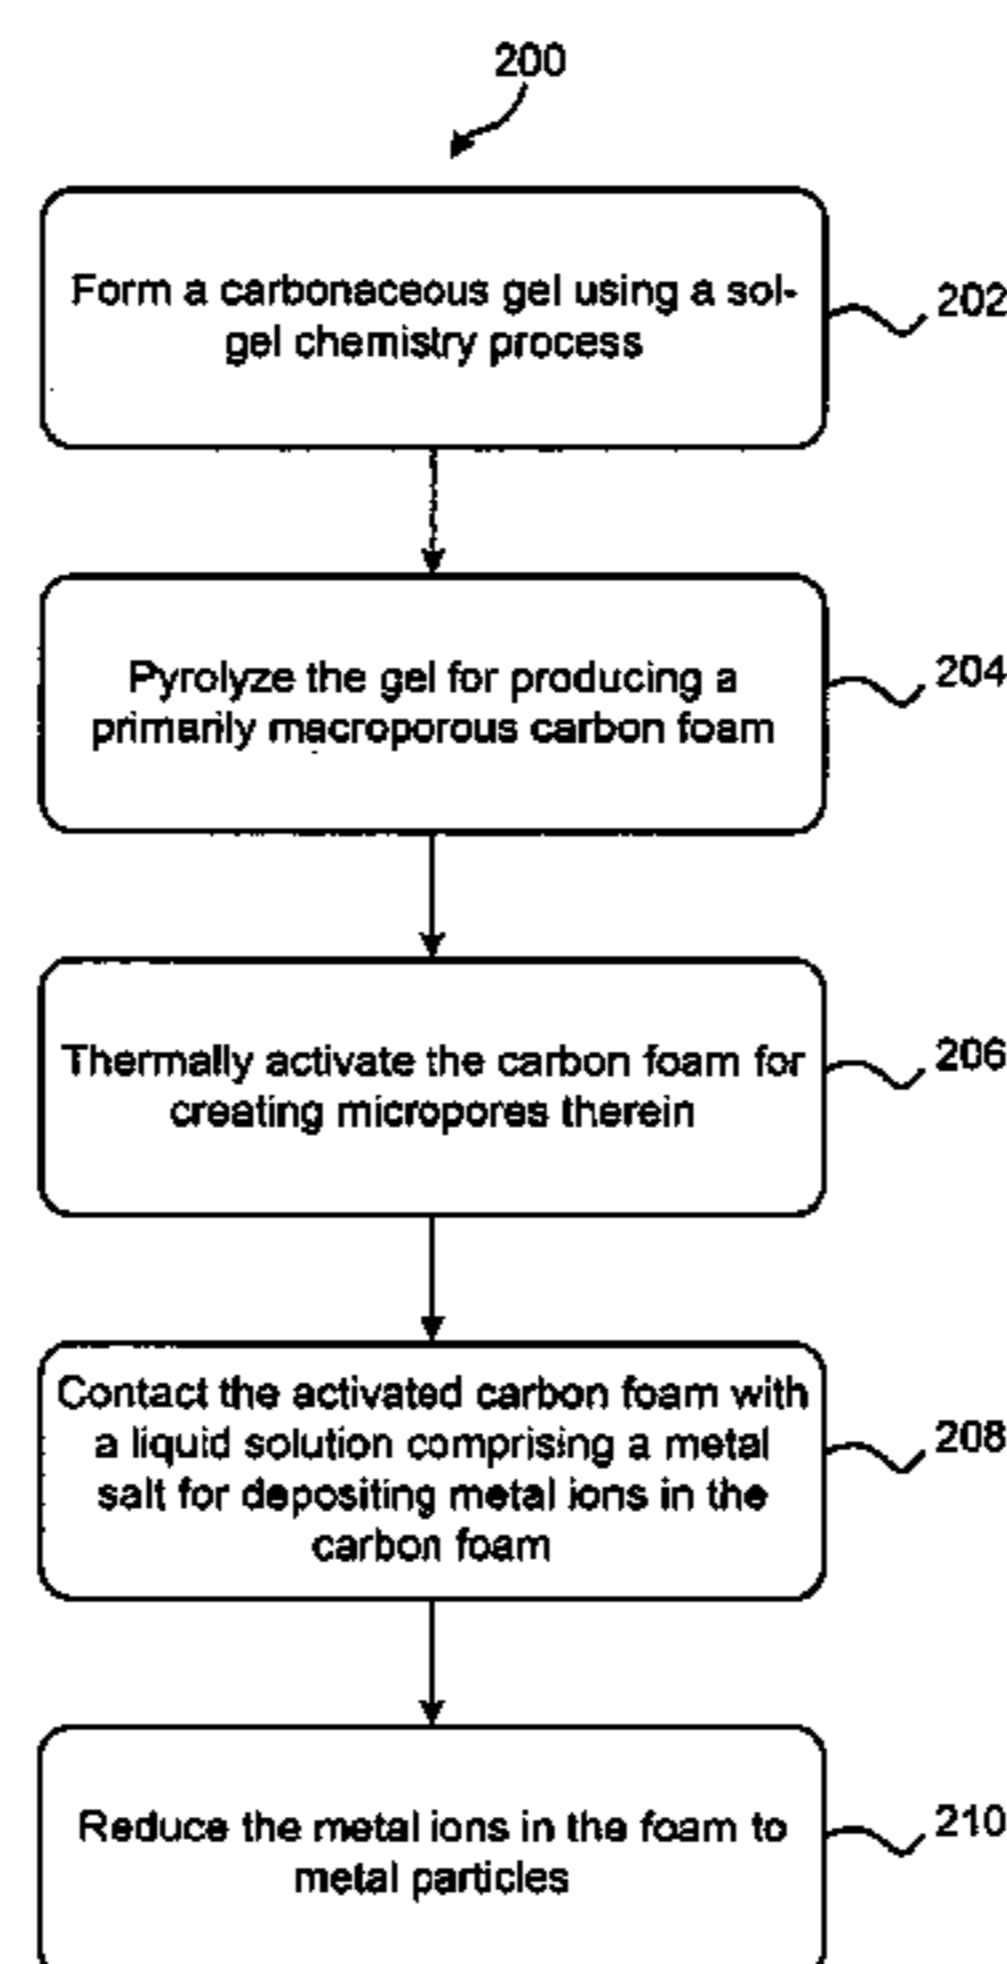 200
Form a carbonaceous gel using a sol-
gel chemistry process
202
Pyrolyze the gel for producing a
primarily macroporous carbon foam
204
Thermally activate the carbon foam for
creating micropores therein
206
Contact the activated carbon foam with
a liquid solution comprising a metal
salt for depositing metal ions in the
carbon foam
208
Reduce the metal ions in the foam to
metal particles
210